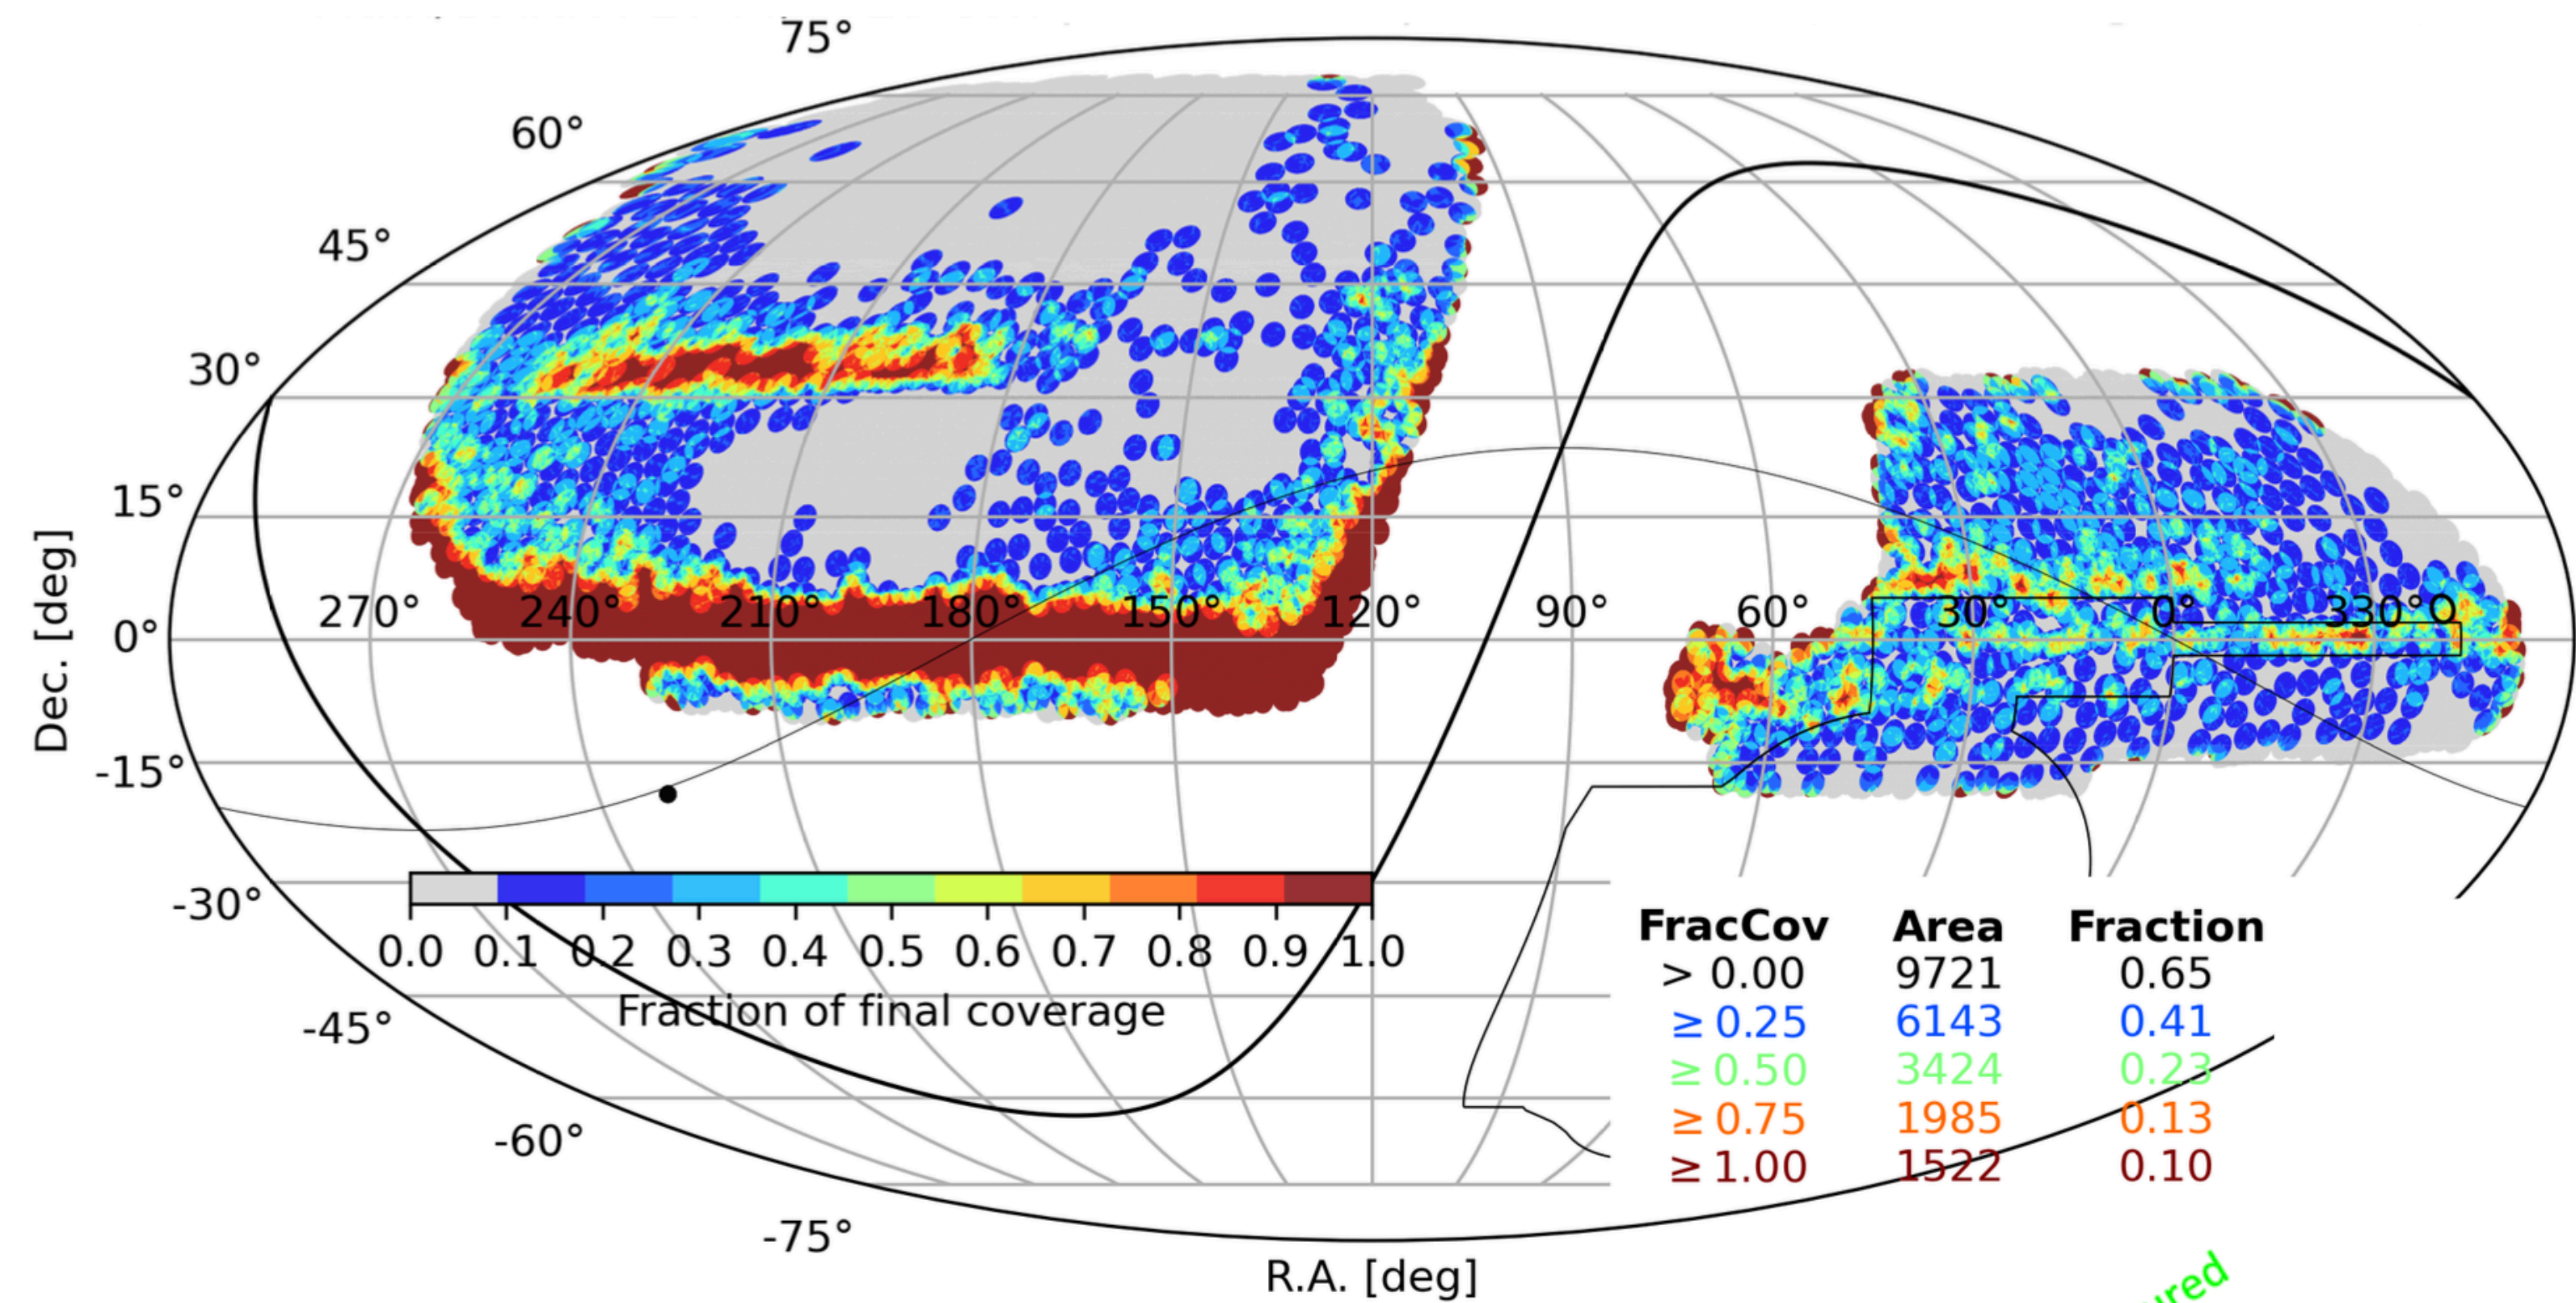 75°
60°
45°
30°
15°
0°
-15°
-30°
-45°
-60°
-75°
Dec. [deg]
270° 240° 210° 180° 150° 120° 90° 60° 30° 0° 330°
0.0 0.1 0.2 0.3 0.4 0.5 0.6 0.7 0.8 0.9 1.0
Fraction of final coverage
FracCov Area Fraction
> 0.00 9721 0.65
≥ 0.25 6143 0.41
≥ 0.50 3424 0.23
≥ 0.75 1985 0.13
≥ 1.00 1522 0.10
R.A. [deg]